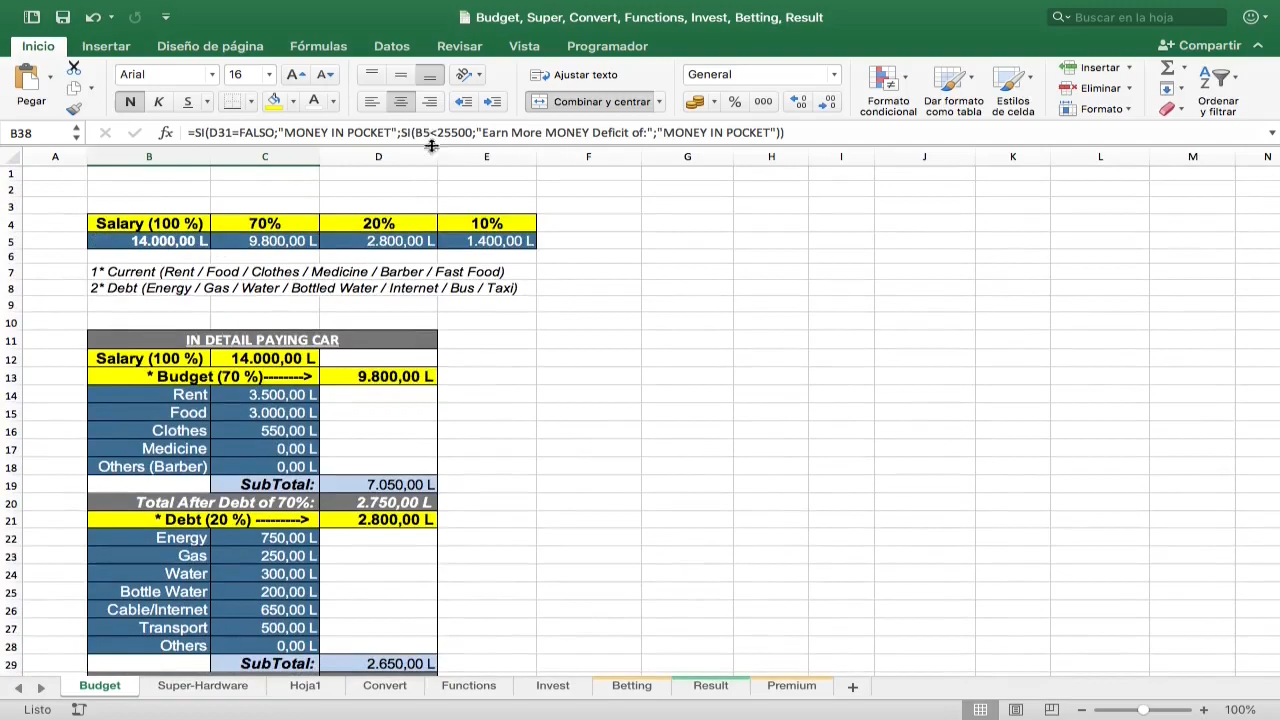 Budget, Super, Convert, Functions, Invest, Betting, Result
Buscar en la hoja
Inicio Insertar Diseño de página Fórmulas Datos Revisar Vista Programador
Compartir
Pegar
Arial 16
N K S
Ajustar texto
Combinar y centrar
General
% 000
Formato condicional
Dar formato como tabla
Estilos de celda
Insertar
Eliminar
Formato
Ordenar y filtrar
B38 fx =SI(D31=FALSO;"MONEY IN POCKET";SI(B5<25500;"Earn More MONEY Deficit of:";"MONEY IN POCKET"))
A B C D E F G H I J K L M N
1
2
3
4 Salary (100 %) 70% 20% 10%
5 14.000,00 L 9.800,00 L 2.800,00 L 1.400,00 L
6
7 1* Current (Rent / Food / Clothes / Medicine / Barber / Fast Food)
8 2* Debt (Energy / Gas / Water / Bottled Water / Internet / Bus / Taxi)
9
10
11 IN DETAIL PAYING CAR
12 Salary (100 %) 14.000,00 L
13 * Budget (70 %)--------> 9.800,00 L
14 Rent 3.500,00 L
15 Food 3.000,00 L
16 Clothes 550,00 L
17 Medicine 0,00 L
18 Others (Barber) 0,00 L
19 SubTotal: 7.050,00 L
20 Total After Debt of 70%: 2.750,00 L
21 * Debt (20 %) ---------> 2.800,00 L
22 Energy 750,00 L
23 Gas 250,00 L
24 Water 300,00 L
25 Bottle Water 200,00 L
26 Cable/Internet 650,00 L
27 Transport 500,00 L
28 Others 0,00 L
29 SubTotal: 2.650,00 L
Budget Super-Hardware Hoja1 Convert Functions Invest Betting Result Premium
Listo 100%